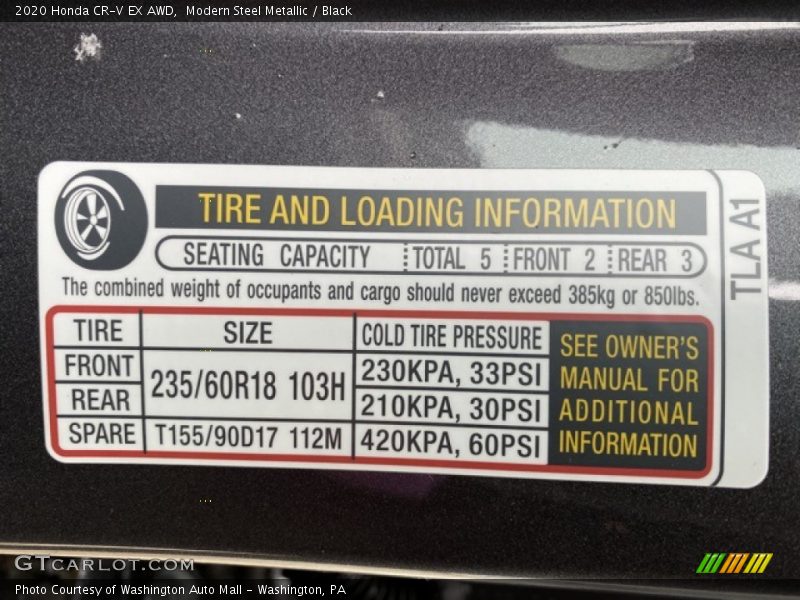 2020 Honda CR-V EX AWD, Modern Steel Metallic / Black
TIRE AND LOADING INFORMATION
SEATING CAPACITY TOTAL 5 FRONT 2 REAR 3
The combined weight of occupants and cargo should never exceed 385kg or 850lbs.
TIRE SIZE COLD TIRE PRESSURE
FRONT 235/60R18 103H 230KPA, 33PSI
REAR 210KPA, 30PSI
SPARE T155/90D17 112M 420KPA, 60PSI
SEE OWNER'S
MANUAL FOR
ADDITIONAL
INFORMATION
TLA A1
GTCARLOT.COM
Photo Courtesy of Washington Auto Mall - Washington, PA